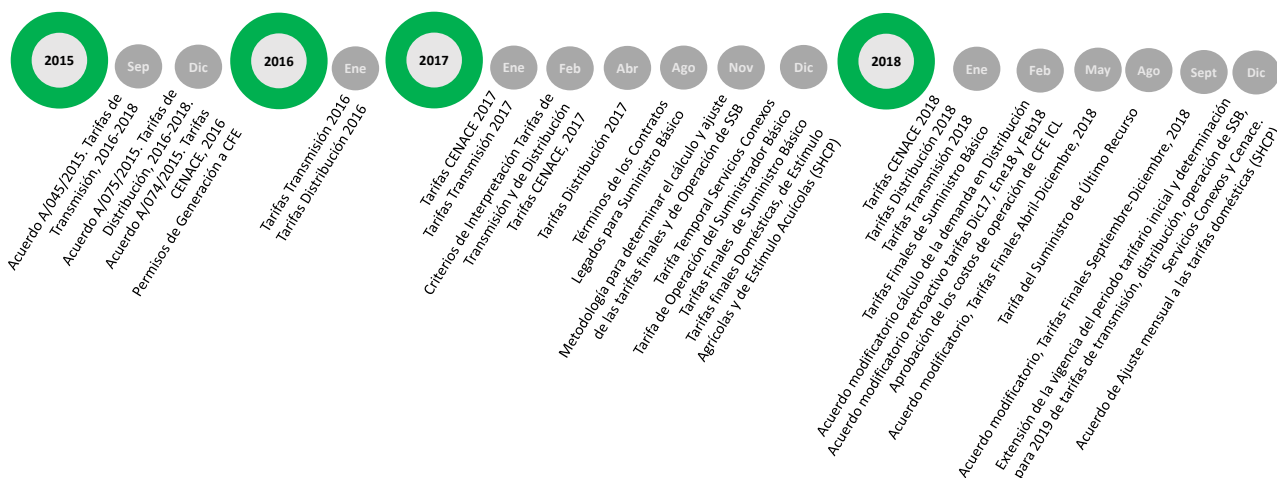 2015
Sep
Dic
2016
Ene
2017
Ene
Feb
Abr
Ago
Nov
Dic
2018
Ene
Feb
May
Ago
Sept
Dic
Acuerdo A/045/2015. Tarifas de
Transmisión, 2016-2018
Acuerdo A/075/2015. Tarifas de
Distribución, 2016-2018.
Acuerdo A/074/2015. Tarifas
CENACE, 2016
Permisos de Generación a CFE
Tarifas Transmisión 2016
Tarifas Distribución 2016
Tarifas CENACE 2017
Tarifas Transmisión 2017
Criterios de Interpretación Tarifas de
Transmisión y de Distribución
Tarifas CENACE, 2017
Tarifas Distribución 2017
Términos de los Contratos
Legados para Suministro Básico
Metodología para determinar el cálculo y ajuste
de las tarifas finales y de Operación de SSB
Tarifa Temporal Servicios Conexos
Tarifa de Operación del Suministrador Básico
Tarifas Finales de Suministro Básico
Tarifas finales Domésticas, de Estímulo
Agrícolas y de Estímulo Acuícolas (SHCP)
Tarifas CENACE 2018
Tarifas Distribución 2018
Tarifas Transmisión 2018
Tarifas Finales de Suministro Básico
Acuerdo modificatorio cálculo de la demanda en Distribución
Acuerdo modificatorio retroactivo tarifas Dic17, Ene18 y Feb18
Aprobación de los costos de operación de CFE ICL
Acuerdo modificatorio, Tarifas Finales Abril-Diciembre, 2018
Tarifa del Suministro de Último Recurso
Acuerdo modificatorio, Tarifas Finales Septiembre-Diciembre, 2018
Extensión de la vigencia del periodo tarifario inicial y determinación
para 2019 de tarifas de transmisión, distribución, operación de SSB,
Servicios Conexos y Cenace.
Acuerdo de Ajuste mensual a las tarifas domésticas (SHCP)